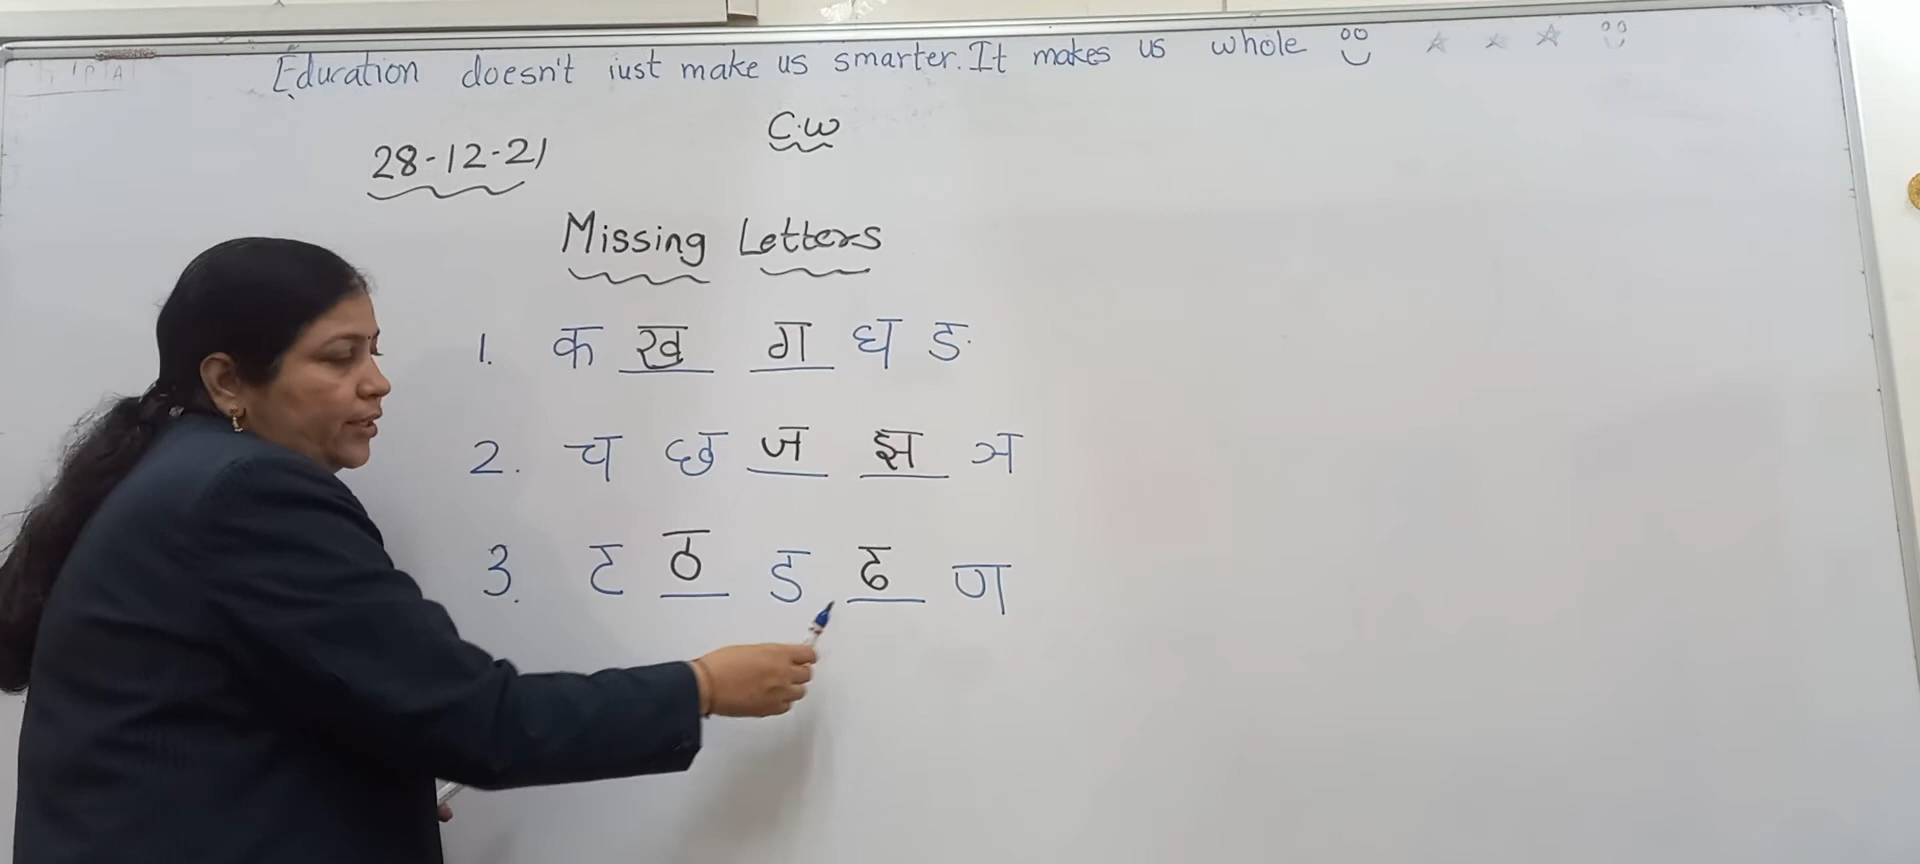 Education doesn't just make us smarter. It makes us whole
C.W
28-12-21
Missing Letters
1. क ख ग घ ङ
2. च छ ज झ ञ
3. ट ठ ड ढ ण